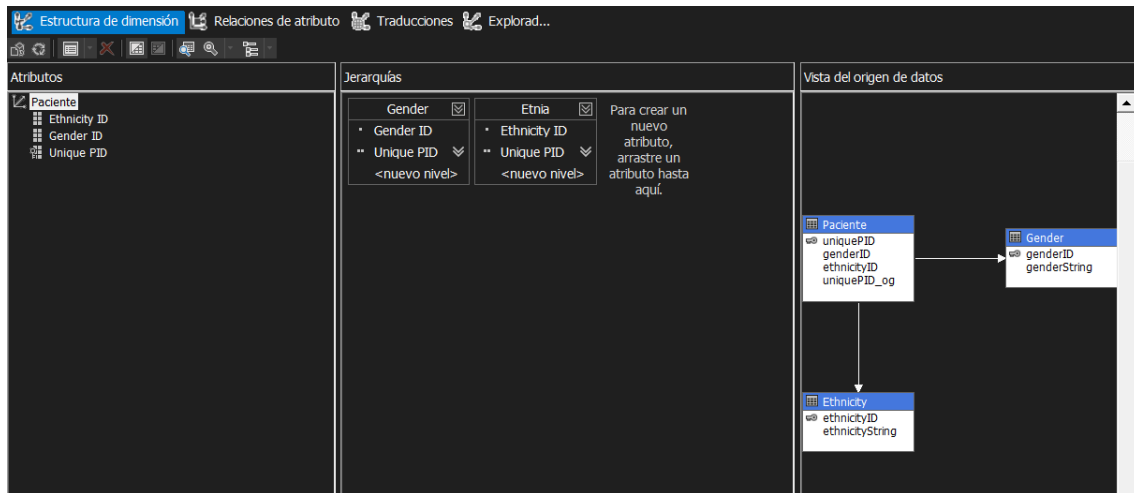 Estructura de dimensión Relaciones de atributo Traducciones Explorad...
Atributos
Paciente
Ethnicity ID
Gender ID
Unique PID
Jerarquías
Gender
Gender ID
Unique PID
<nuevo nivel>
Etnia
Ethnicity ID
Unique PID
<nuevo nivel>
Para crear un
nuevo
atributo,
arrastre un
atributo hasta
aquí.
Vista del origen de datos
Paciente
uniquePID
genderID
ethnicityID
uniquePID_og
Gender
genderID
genderString
Ethnicity
ethnicityID
ethnicityString